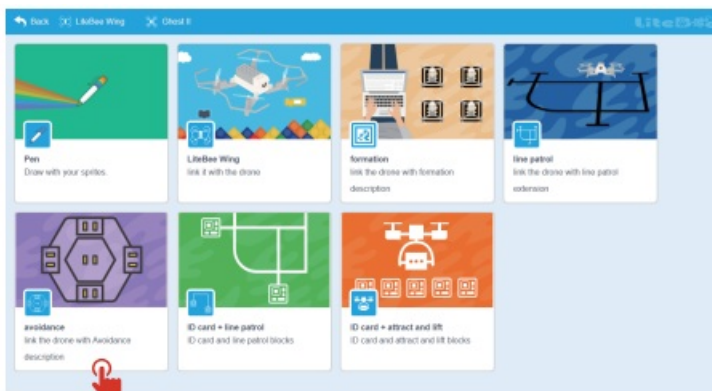 Back LiteBee Wing Ghost II
LiteBee
Pen
Draw with your sprites.
LiteBee Wing
link it with the drone
formation
link the drone with formation
description
line patrol
link the drone with line patrol
extension
avoidance
link the drone with Avoidance
description
ID card + line patrol
ID card and line patrol blocks
ID card + attract and lift
ID card and attract and lift blocks